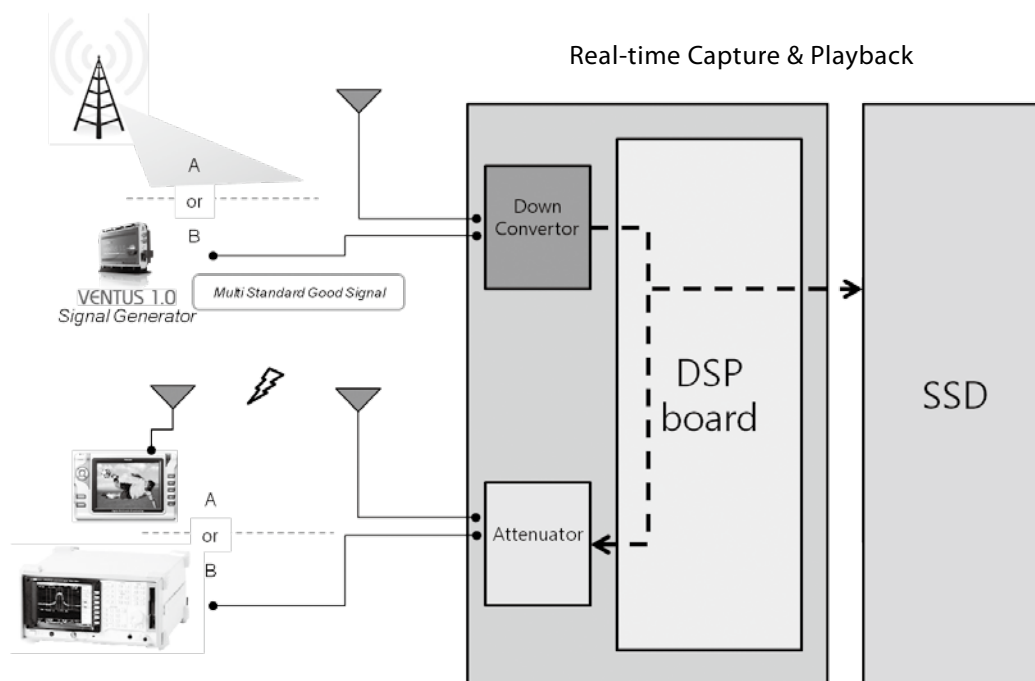 Real-time Capture & Playback
A
or
B
VENTUS 1.0
Signal Generator
Multi Standard Good Signal
Down
Convertor
DSP
board
SSD
A
or
B
Attenuator